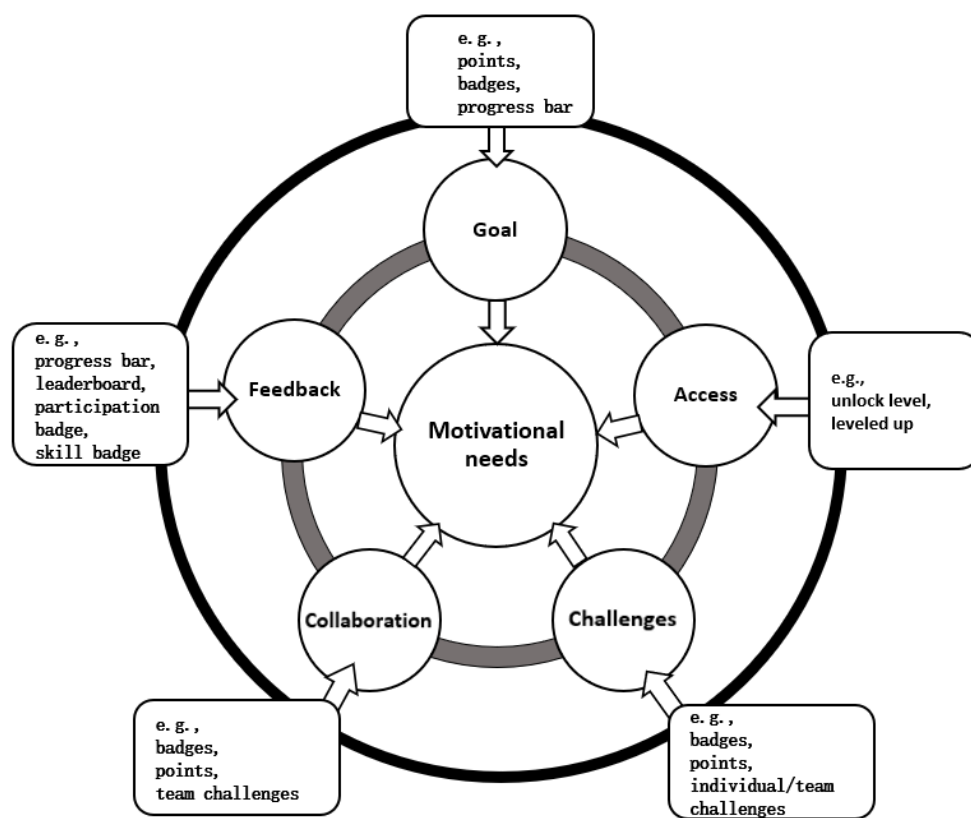 e.g.,
points,
badges,
progress bar
Goal
e.g.,
progress bar,
leaderboard,
participation
badge,
skill badge
Feedback
Motivational
needs
Access
e.g.,
unlock level,
leveled up
Collaboration
Challenges
e.g.,
badges,
points,
team challenges
e.g.,
badges,
points,
individual/team
challenges